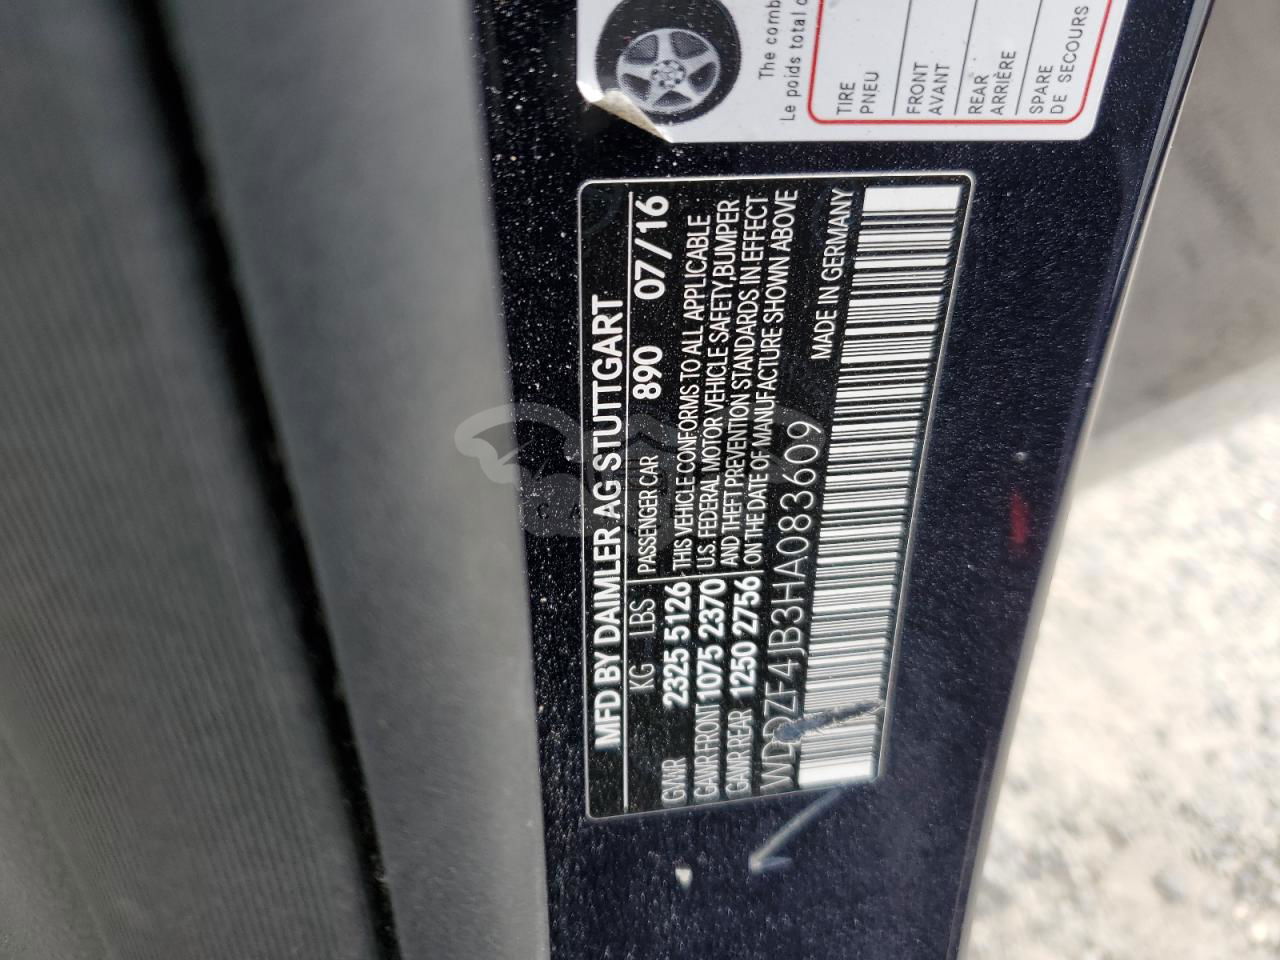 The comb
Le poids total c
TIRE
PNEU
FRONT
AVANT
REAR
ARRIÈRE
SPARE
DE SECOURS
MFD BY DAIMLER AG STUTTGART
KG LBS PASSENGER CAR 890 07/16
GVWR 2325 5126
GAWR FRONT 1075 2370
GAWR REAR 1250 2756
THIS VEHICLE CONFORMS TO ALL APPLICABLE
U.S. FEDERAL MOTOR VEHICLE SAFETY,BUMPER
AND THEFT PREVENTION STANDARDS IN EFFECT
ON THE DATE OF MANUFACTURE SHOWN ABOVE
WDDZF4JB3HA083609
MADE IN GERMANY